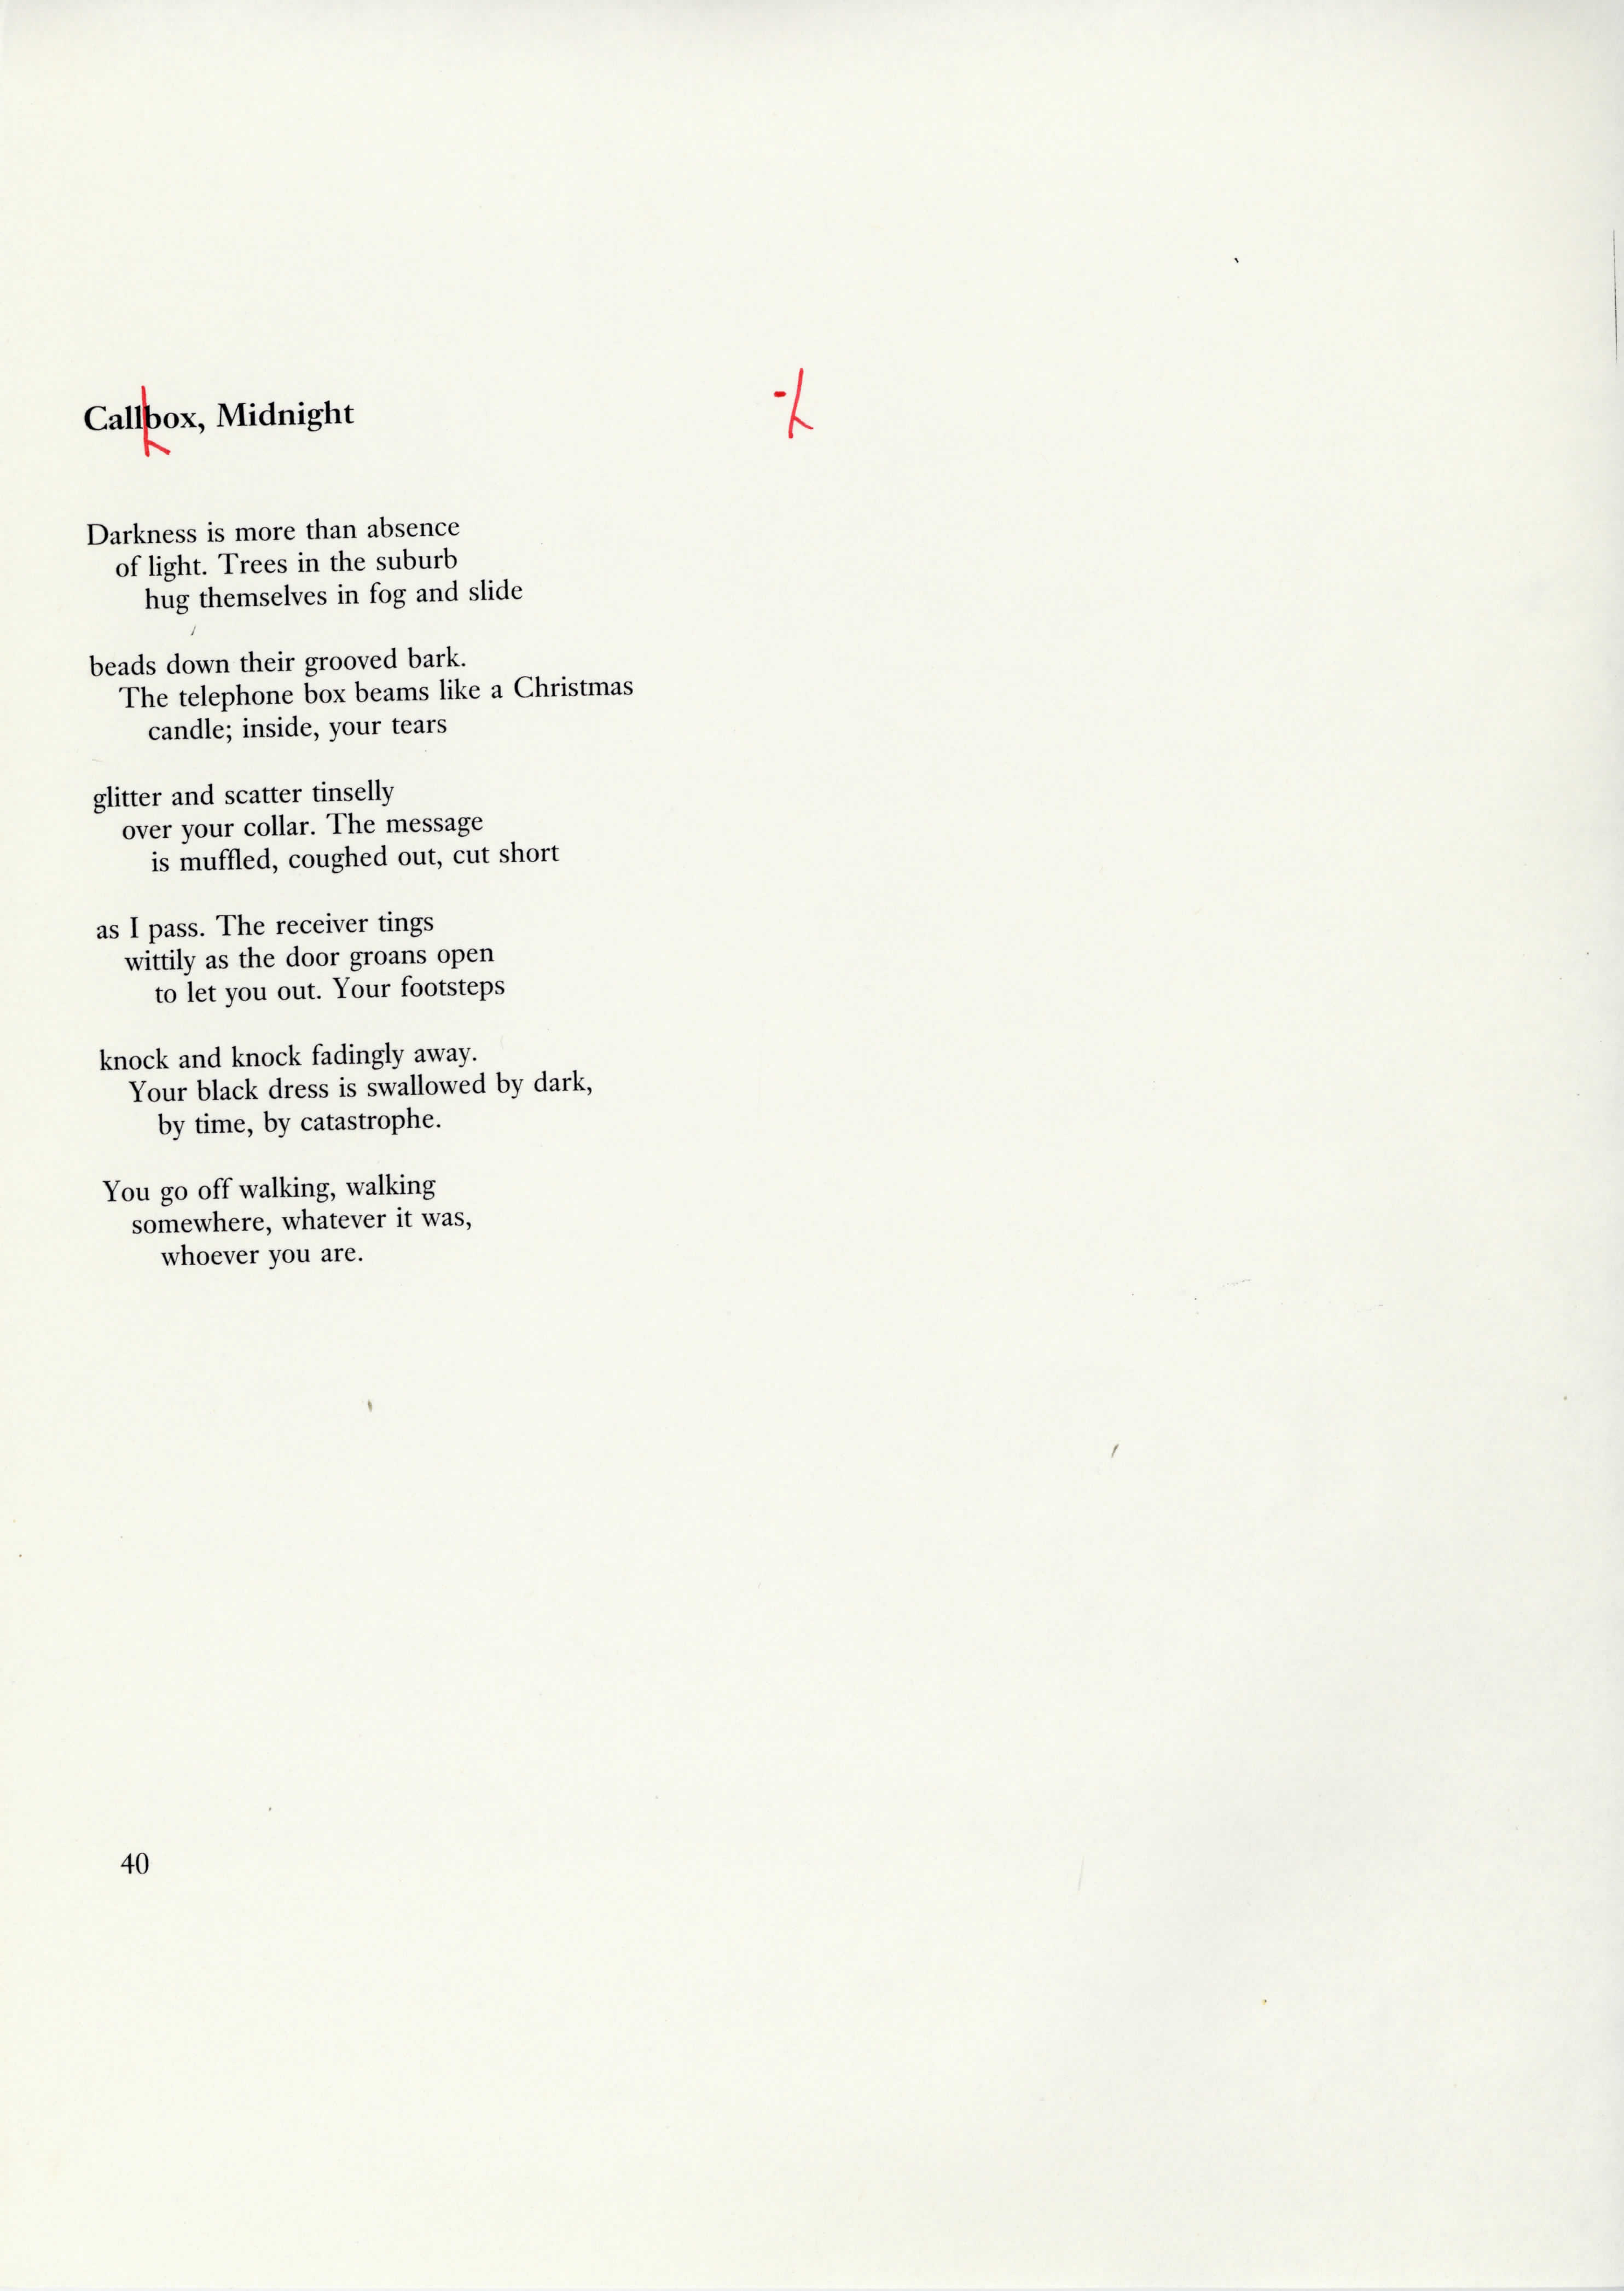 Callbox, Midnight
Darkness is more than absence
of light. Trees in the suburb
hug themselves in fog and slide
beads down their grooved bark.
The telephone box beams like a Christmas
candle; inside, your tears
glitter and scatter tinselly
over your collar. The message
is muffled, coughed out, cut short
as I pass. The receiver tings
wittily as the door groans open
to let you out. Your footsteps
knock and knock fadingly away.
Your black dress is swallowed by dark,
by time, by catastrophe.
You go off walking, walking
somewhere, whatever it was,
whoever you are.
40